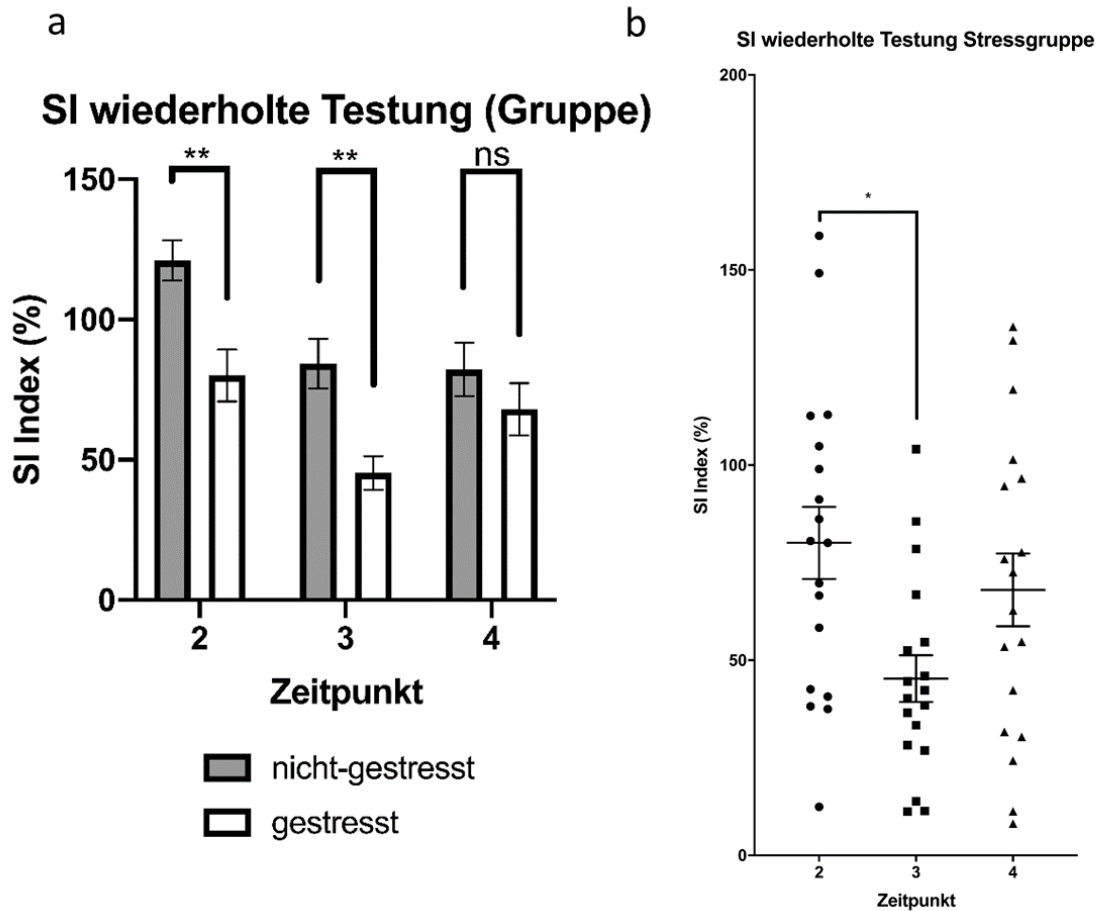 a
SI wiederholte Testung (Gruppe)
** ** ns
150
100
50
0
SI Index (%)
2 3 4
Zeitpunkt
nicht-gestresst
gestresst
b
SI wiederholte Testung Stressgruppe
200
*
150
100
50
0
SI Index (%)
2 3 4
Zeitpunkt